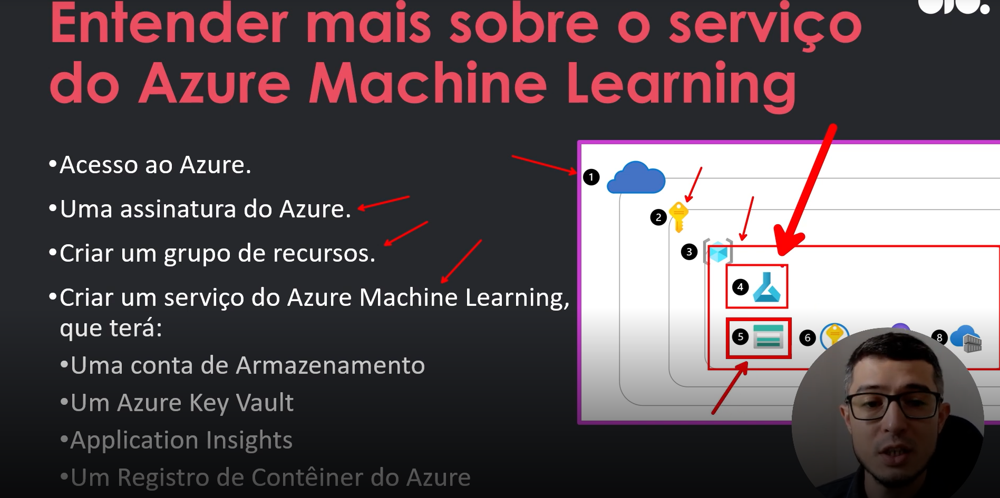 Entender mais sobre o serviço
do Azure Machine Learning
•Acesso ao Azure.
•Uma assinatura do Azure.
•Criar um grupo de recursos.
•Criar um serviço do Azure Machine Learning,
que terá:
•Uma conta de Armazenamento
•Um Azure Key Vault
•Application Insights
•Um Registro de Contêiner do Azure
1
2
3
4
5
6
8